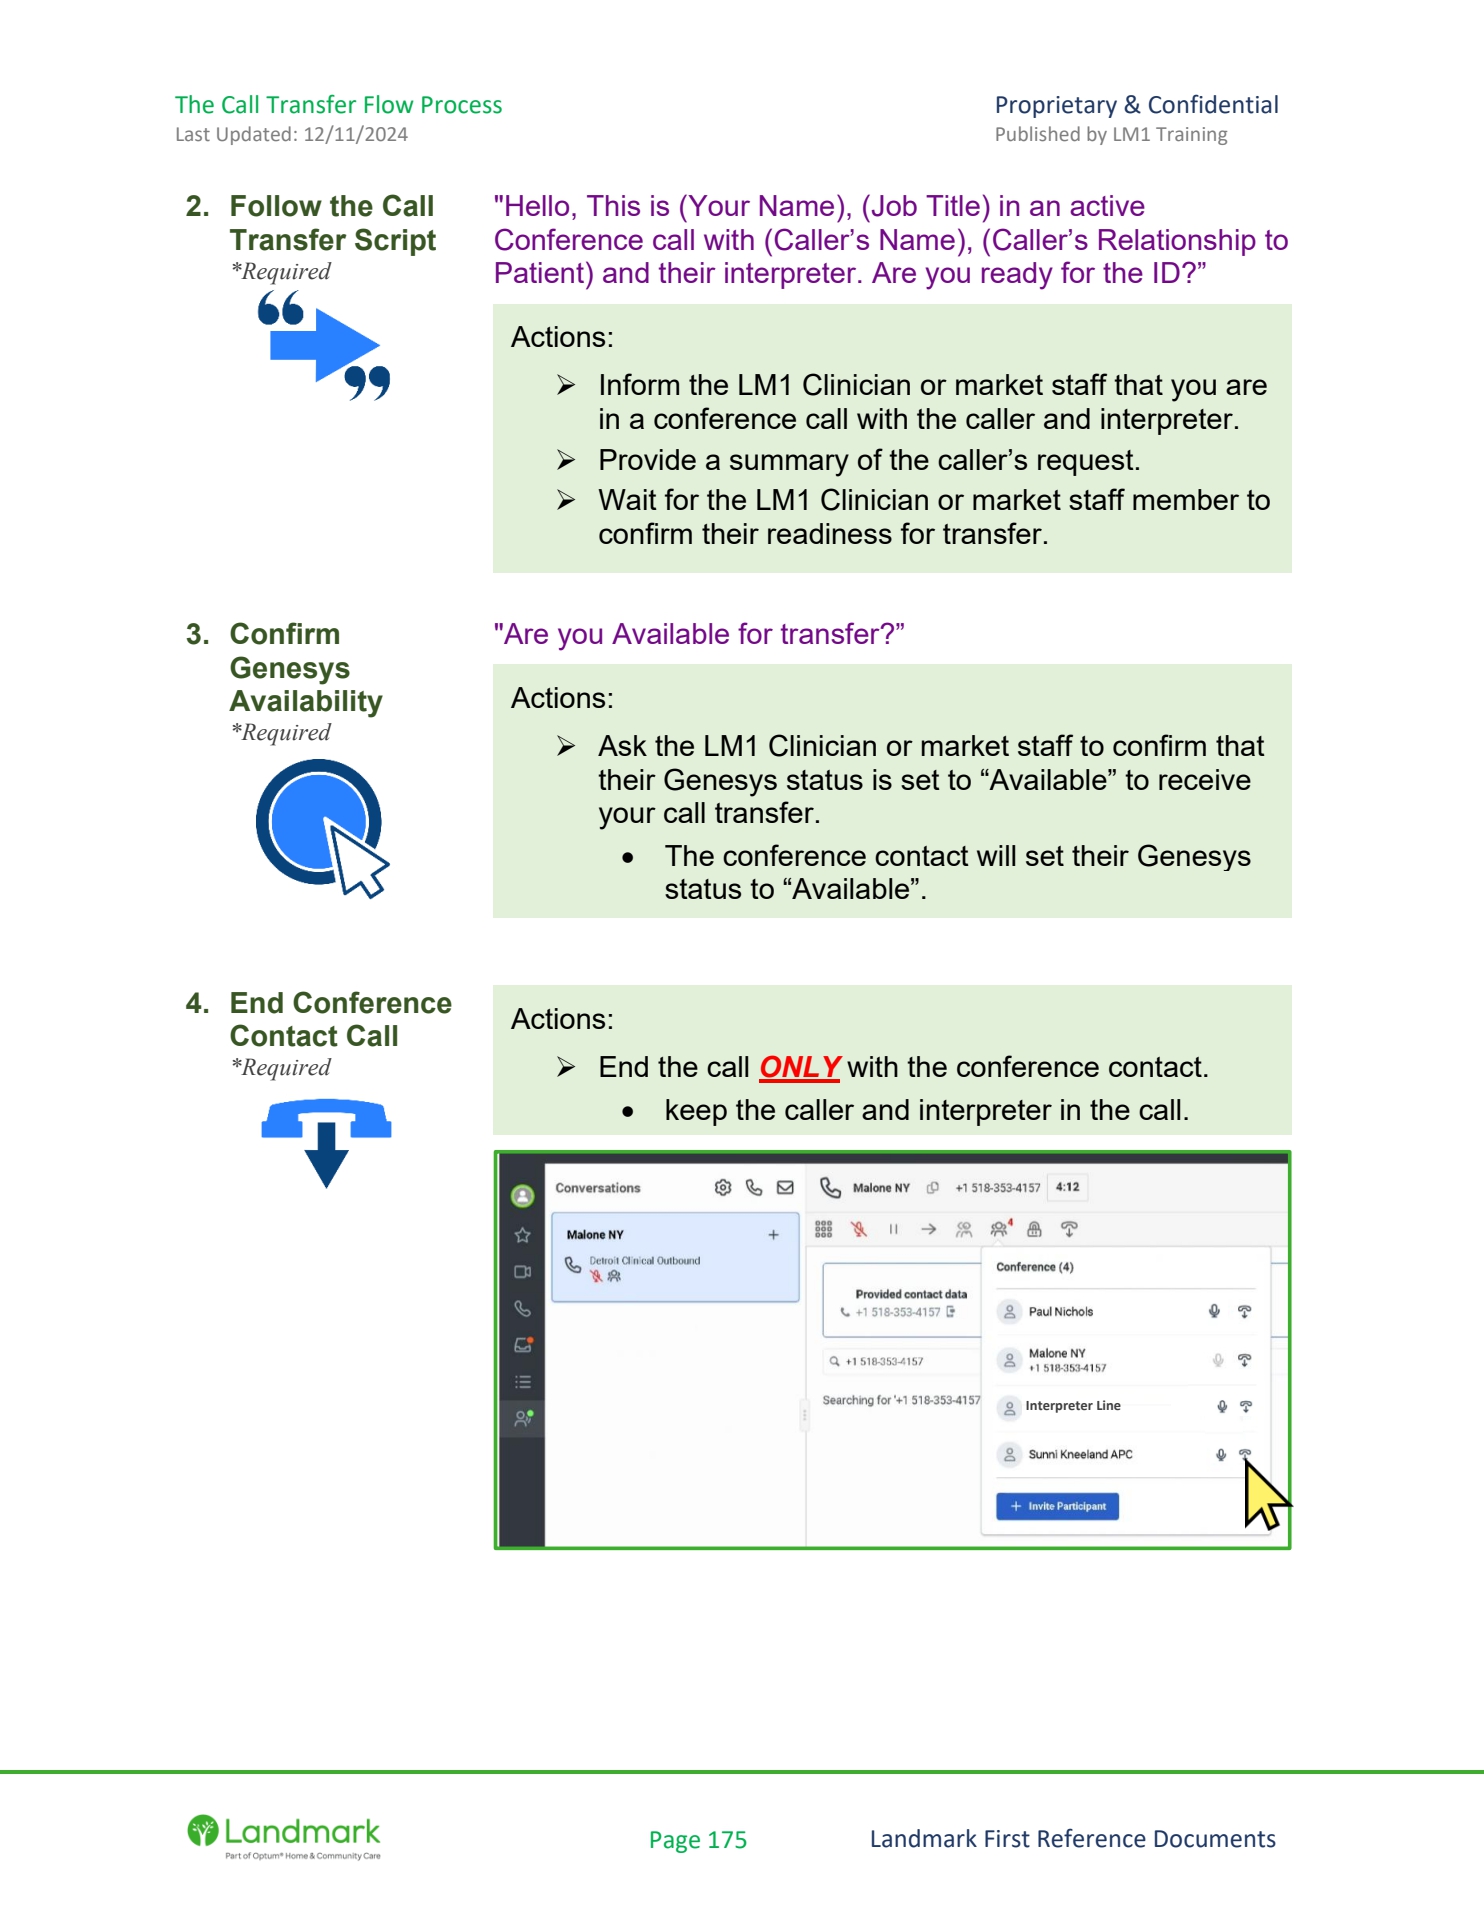 The Call Transfer Flow Process
Last Updated: 12/11/2024
Proprietary & Confidential
Published by LM1 Training
2. Follow the Call
Transfer Script
*Required
"Hello, This is (Your Name), (Job Title) in an active
Conference call with (Caller’s Name), (Caller’s Relationship to
Patient) and their interpreter. Are you ready for the ID?”
Actions:
➢ Inform the LM1 Clinician or market staff that you are
in a conference call with the caller and interpreter.
➢ Provide a summary of the caller’s request.
➢ Wait for the LM1 Clinician or market staff member to
confirm their readiness for transfer.
3. Confirm
Genesys
Availability
*Required
"Are you Available for transfer?”
Actions:
➢ Ask the LM1 Clinician or market staff to confirm that
their Genesys status is set to “Available” to receive
your call transfer.
• The conference contact will set their Genesys
status to “Available”.
4. End Conference
Contact Call
*Required
Actions:
➢ End the call ONLY with the conference contact.
• keep the caller and interpreter in the call.
Conversations
Malone NY
Detroit Clinical Outbound
Malone NY +1 518-353-4157 4:12
4
Provided contact data
+1 518-353-4157
+1 518-353-4157
Searching for '+1 518-353-4157
Conference (4)
Paul Nichols
Malone NY
+1 518-353-4157
Interpreter Line
Sunni Kneeland APC
+ Invite Participant
Landmark
Part of Optum® Home & Community Care
Page 175
Landmark First Reference Documents